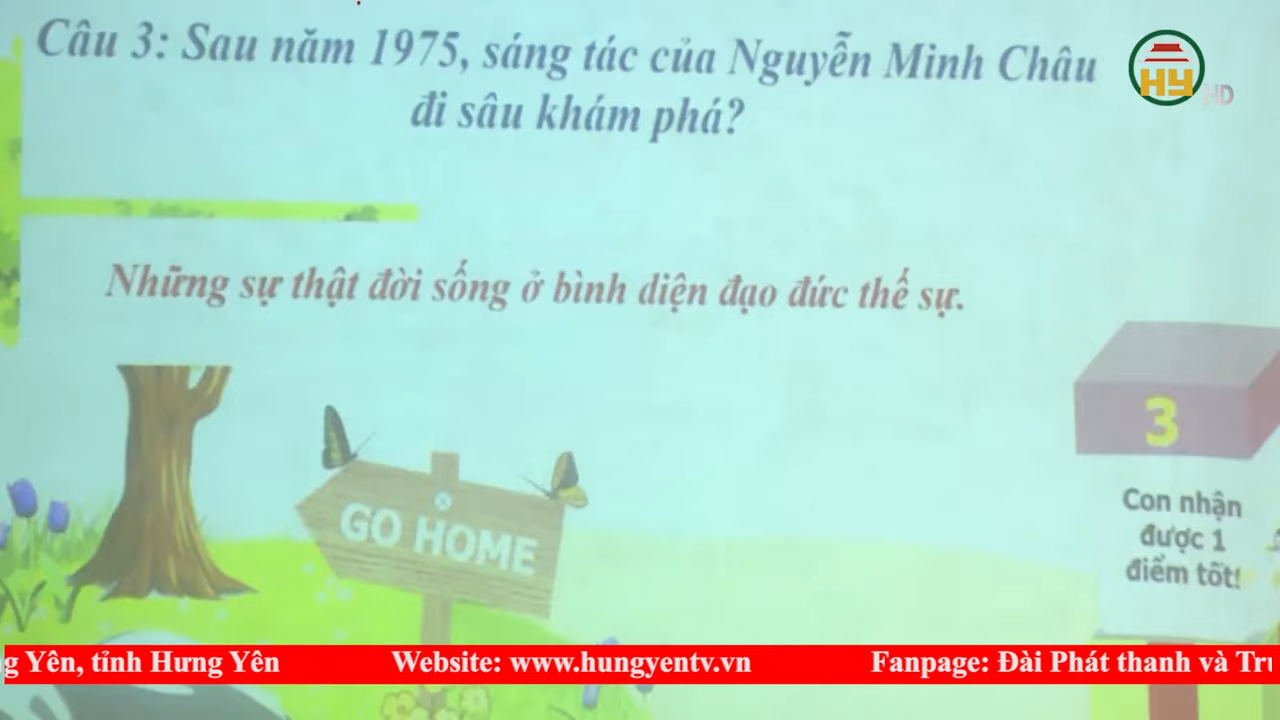 Câu 3: Sau năm 1975, sáng tác của Nguyễn Minh Châu
đi sâu khám phá?
HY HD
Những sự thật đời sống ở bình diện đạo đức thế sự.
3
GO HOME
Con nhận
được 1
điểm tốt!
g Yên, tỉnh Hưng Yên Website: www.hungyentv.vn Fanpage: Đài Phát thanh và